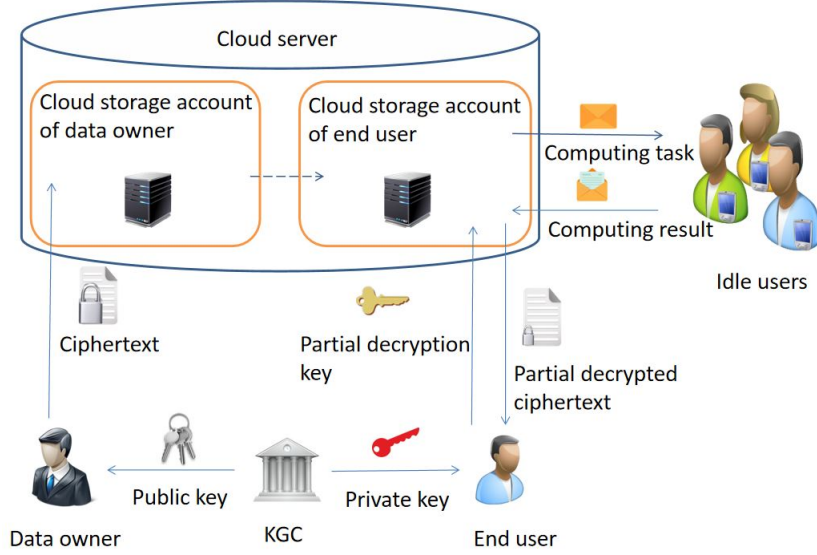 Cloud server
Cloud storage account
of data owner
Cloud storage account
of end user
Computing task
Computing result
Idle users
Ciphertext
Partial decryption
key
Partial decrypted
ciphertext
Public key
Private key
Data owner
KGC
End user